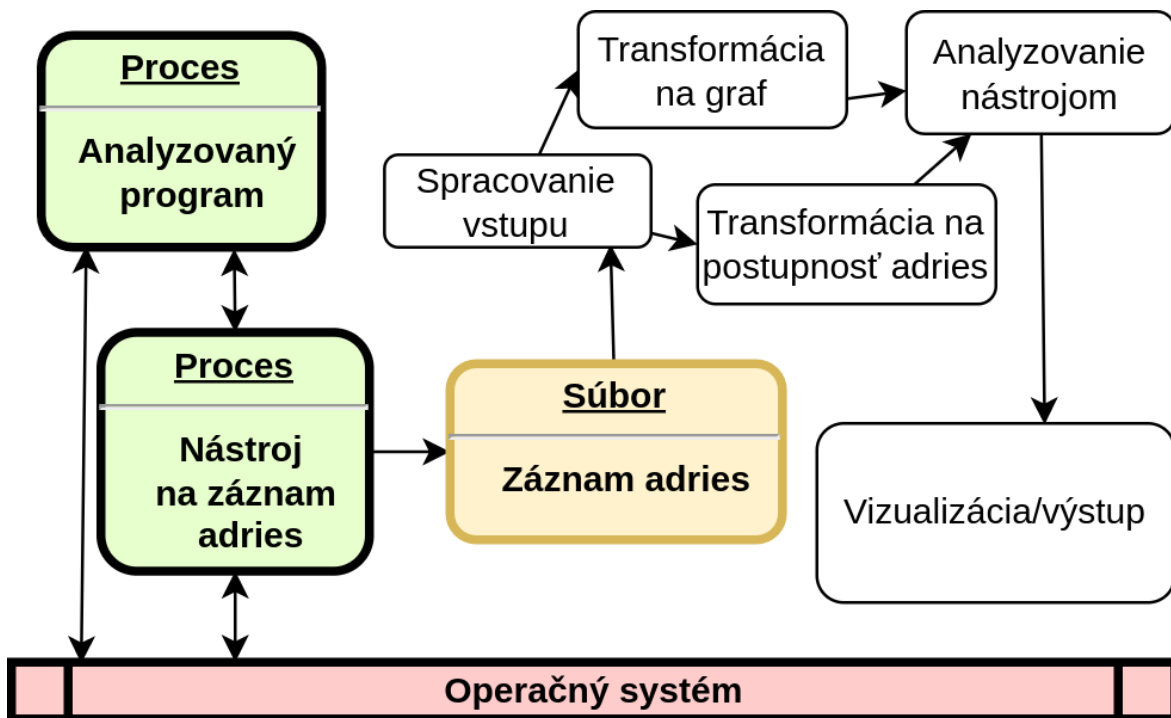 Proces
Analyzovaný
program
Transformácia
na graf
Analyzovanie
nástrojom
Spracovanie
vstupu
Transformácia na
postupnosť adries
Proces
Nástroj
na záznam
adries
Súbor
Záznam adries
Vizualizácia/výstup
Operačný systém